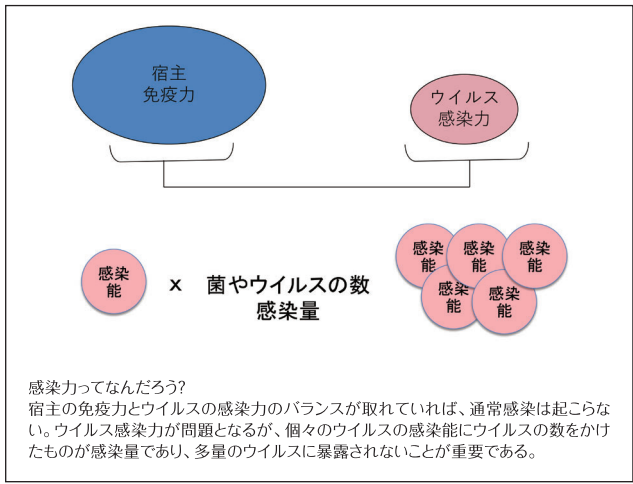 宿主
免疫力
ウイルス
感染力
感染
能
x 菌やウイルスの数
感染量
感染
能
感染
能
感染
能
感染
能
感染
能
感染力ってなんだろう?
宿主の免疫力とウイルスの感染力のバランスが取れていれば、通常感染は起こらな
い。ウイルス感染力が問題となるが、個々のウイルスの感染能にウイルスの数をかけ
たものが感染量であり、多量のウイルスに暴露されないことが重要である。